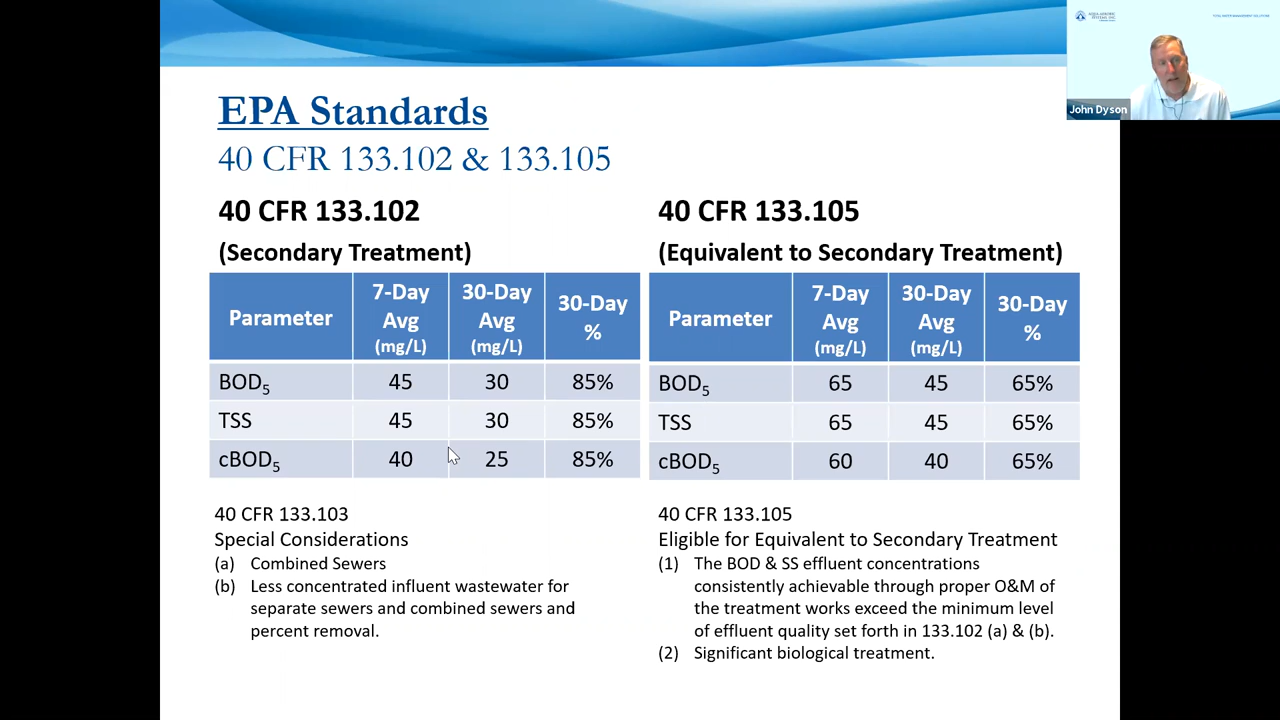 EPA Standards
40 CFR 133.102 & 133.105
40 CFR 133.102
(Secondary Treatment)
Parameter 7-Day Avg (mg/L) 30-Day Avg (mg/L) 30-Day %
BOD5 45 30 85%
TSS 45 30 85%
cBOD5 40 25 85%
40 CFR 133.103
Special Considerations
(a) Combined Sewers
(b) Less concentrated influent wastewater for
separate sewers and combined sewers and
percent removal.
40 CFR 133.105
(Equivalent to Secondary Treatment)
Parameter 7-Day Avg (mg/L) 30-Day Avg (mg/L) 30-Day %
BOD5 65 45 65%
TSS 65 45 65%
cBOD5 60 40 65%
40 CFR 133.105
Eligible for Equivalent to Secondary Treatment
(1) The BOD & SS effluent concentrations
consistently achievable through proper O&M of
the treatment works exceed the minimum level
of effluent quality set forth in 133.102 (a) & (b).
(2) Significant biological treatment.
John Dyson